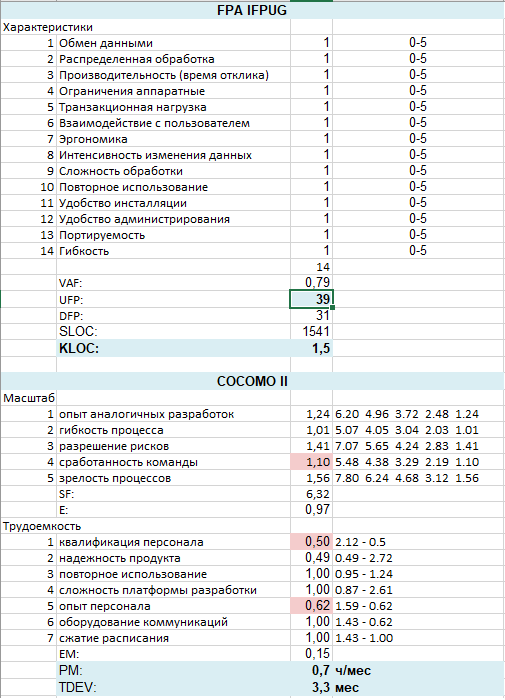 FPA IFPUG
Характеристики
1 Обмен данными 1 0-5
2 Распределенная обработка 1 0-5
3 Производительность (время отклика) 1 0-5
4 Ограничения аппаратные 1 0-5
5 Транзакционная нагрузка 1 0-5
6 Взаимодействие с пользователем 1 0-5
7 Эргономика 1 0-5
8 Интенсивность изменения данных 1 0-5
9 Сложность обработки 1 0-5
10 Повторное использование 1 0-5
11 Удобство инсталляции 1 0-5
12 Удобство администрирования 1 0-5
13 Портируемость 1 0-5
14 Гибкость 1 0-5
14
VAF: 0,79
UFP: 39
DFP: 31
SLOC: 1541
KLOC: 1,5
COCOMO II
Масштаб
1 опыт аналогичных разработок 1,24 6.20 4.96 3.72 2.48 1.24
2 гибкость процесса 1,01 5.07 4.05 3.04 2.03 1.01
3 разрешение рисков 1,41 7.07 5.65 4.24 2.83 1.41
4 сработанность команды 1,10 5.48 4.38 3.29 2.19 1.10
5 зрелость процессов 1,56 7.80 6.24 4.68 3.12 1.56
SF: 6,32
E: 0,97
Трудоемкость
1 квалификация персонала 0,50 2.12 - 0.5
2 надежность продукта 0,49 0.49 - 2.72
3 повторное использование 1,00 0.95 - 1.24
4 сложность платформы разработки 1,00 0.87 - 2.61
5 опыт персонала 0,62 1.59 - 0.62
6 оборудование коммуникаций 1,00 1.43 - 0.62
7 сжатие расписания 1,00 1.43 - 1.00
EM: 0,15
PM: 0,7 ч/мес
TDEV: 3,3 мес